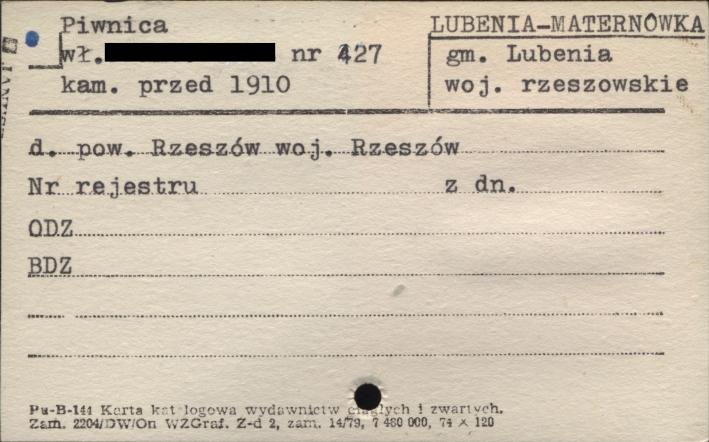 Piwnica
wł. nr 427
kam. przed 1910
LUBENIA-MATERNÓWKA
gm. Lubenia
woj. rzeszowskie
d. pow. Rzeszów woj. Rzeszów
Nr rejestru z dn.
ODZ
BDZ
Pu-B-144 Karta katalogowa wydawnictw ciągłych i zwartych.
Zam. 2204/DW/On WZGraf. Z-d 2, zam. 14/79, 7 480 000, 74 × 120